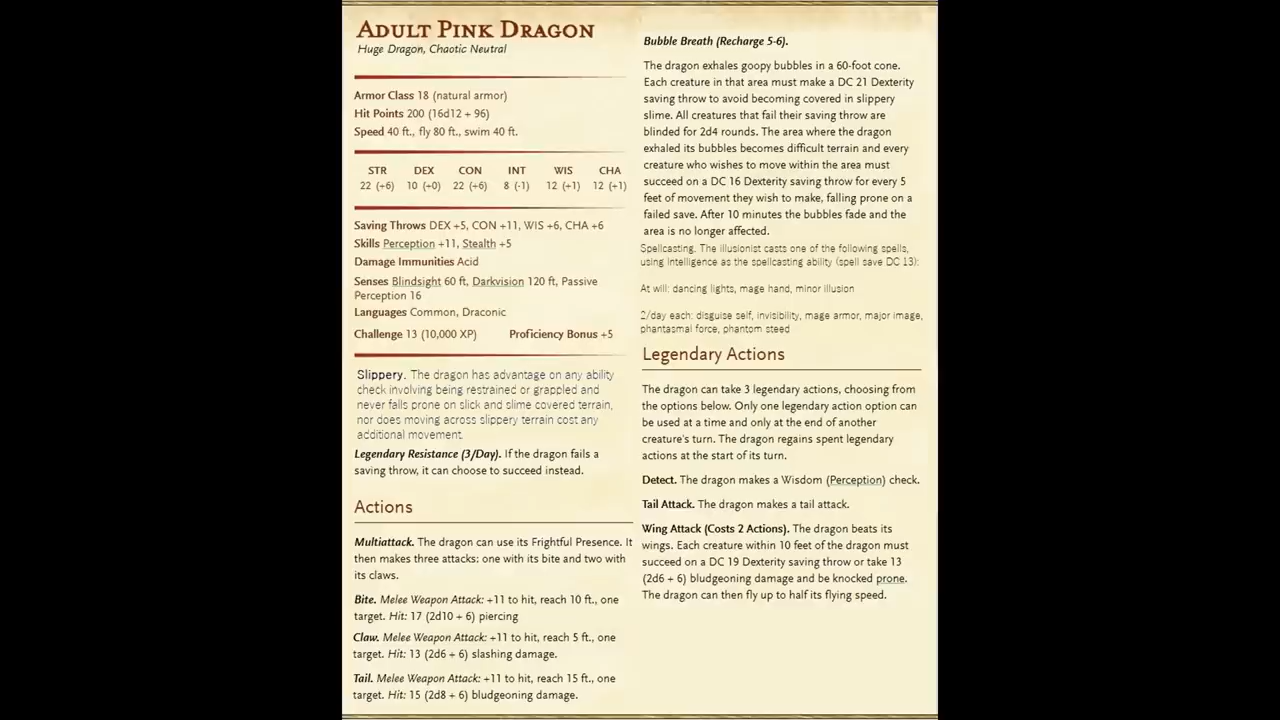 Adult Pink Dragon
Huge Dragon, Chaotic Neutral
Armor Class 18 (natural armor)
Hit Points 200 (16d12 + 96)
Speed 40 ft., fly 80 ft., swim 40 ft.
STR DEX CON INT WIS CHA
22 (+6) 10 (+0) 22 (+6) 8 (-1) 12 (+1) 12 (+1)
Saving Throws DEX +5, CON +11, WIS +6, CHA +6
Skills Perception +11, Stealth +5
Damage Immunities Acid
Senses Blindsight 60 ft, Darkvision 120 ft, Passive
Perception 16
Languages Common, Draconic
Challenge 13 (10,000 XP) Proficiency Bonus +5
Slippery. The dragon has advantage on any ability
check involving being restrained or grappled and
never falls prone on slick and slime covered terrain,
nor does moving across slippery terrain cost any
additional movement.
Legendary Resistance (3/Day). If the dragon fails a
saving throw, it can choose to succeed instead.
Actions
Multiattack. The dragon can use its Frightful Presence. It
then makes three attacks: one with its bite and two with
its claws.
Bite. Melee Weapon Attack: +11 to hit, reach 10 ft., one
target. Hit: 17 (2d10 + 6) piercing
Claw. Melee Weapon Attack: +11 to hit, reach 5 ft., one
target. Hit: 13 (2d6 + 6) slashing damage.
Tail. Melee Weapon Attack: +11 to hit, reach 15 ft., one
target. Hit: 15 (2d8 + 6) bludgeoning damage.
Bubble Breath (Recharge 5-6).
The dragon exhales goopy bubbles in a 60-foot cone.
Each creature in that area must make a DC 21 Dexterity
saving throw to avoid becoming covered in slippery
slime. All creatures that fail their saving throw are
blinded for 2d4 rounds. The area where the dragon
exhaled its bubbles becomes difficult terrain and every
creature who wishes to move within the area must
succeed on a DC 16 Dexterity saving throw for every 5
feet of movement they wish to make, falling prone on a
failed save. After 10 minutes the bubbles fade and the
area is no longer affected.
Spellcasting. The illusionist casts one of the following spells,
using Intelligence as the spellcasting ability (spell save DC 13):
At will: dancing lights, mage hand, minor illusion
2/day each: disguise self, invisibility, mage armor, major image,
phantasmal force, phantom steed
Legendary Actions
The dragon can take 3 legendary actions, choosing from
the options below. Only one legendary action option can
be used at a time and only at the end of another
creature's turn. The dragon regains spent legendary
actions at the start of its turn.
Detect. The dragon makes a Wisdom (Perception) check.
Tail Attack. The dragon makes a tail attack.
Wing Attack (Costs 2 Actions). The dragon beats its
wings. Each creature within 10 feet of the dragon must
succeed on a DC 19 Dexterity saving throw or take 13
(2d6 + 6) bludgeoning damage and be knocked prone.
The dragon can then fly up to half its flying speed.